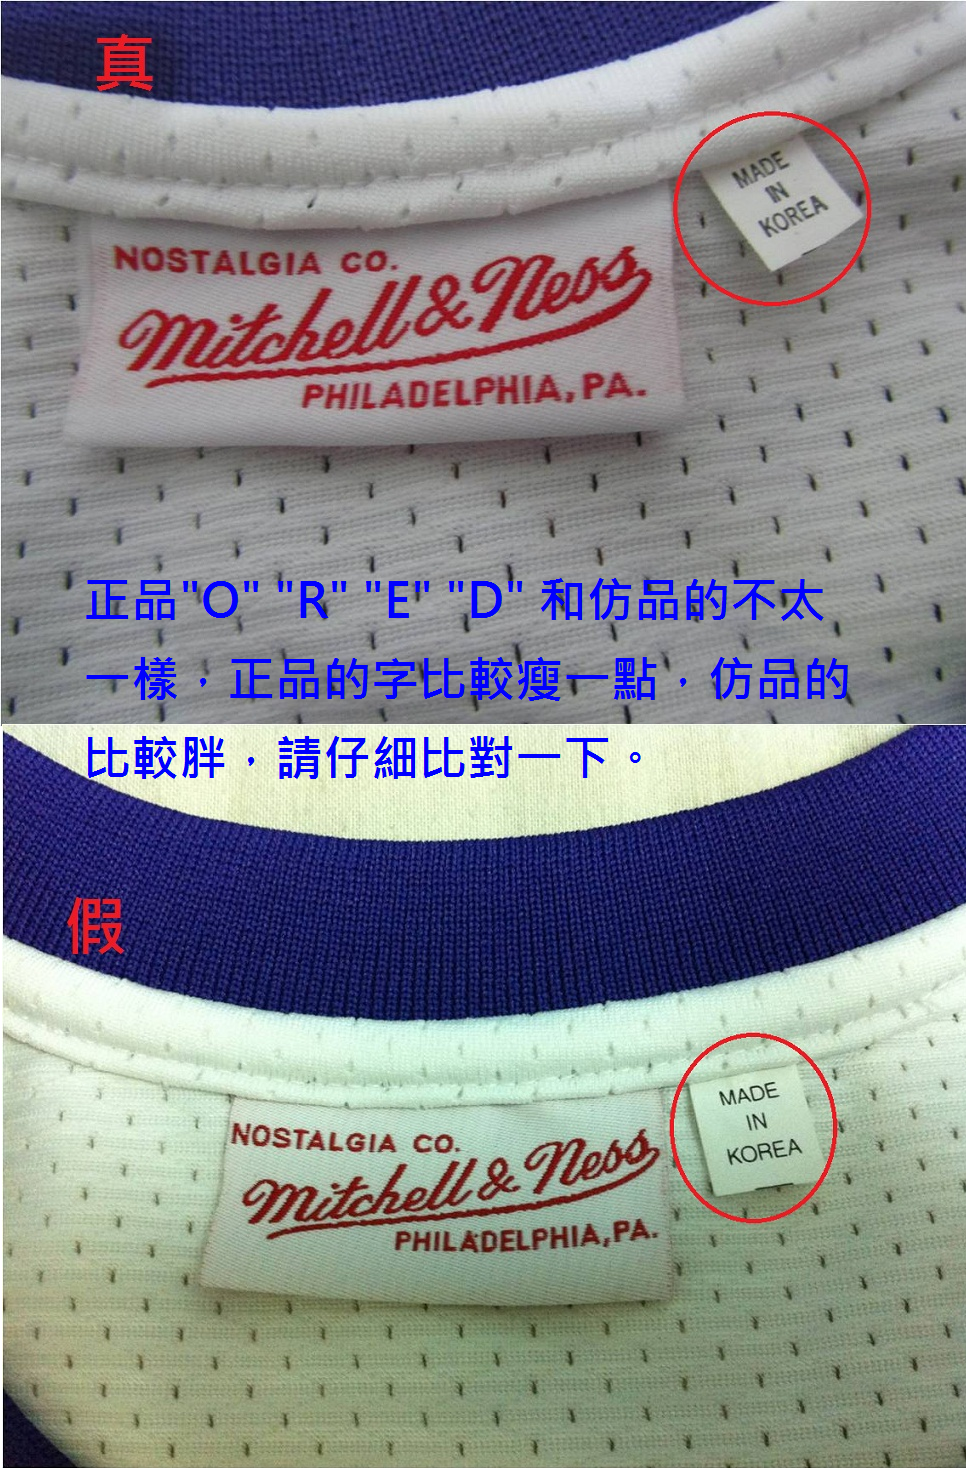 真
MADE
IN
KOREA
NOSTALGIA CO.
Mitchell & Ness
PHILADELPHIA, PA.
正品"O" "R" "E" "D" 和仿品的不太
一樣，正品的字比較瘦一點，仿品的
比較胖，請仔細比對一下。
假
NOSTALGIA CO.
Mitchell & Ness
PHILADELPHIA, PA.
MADE
IN
KOREA